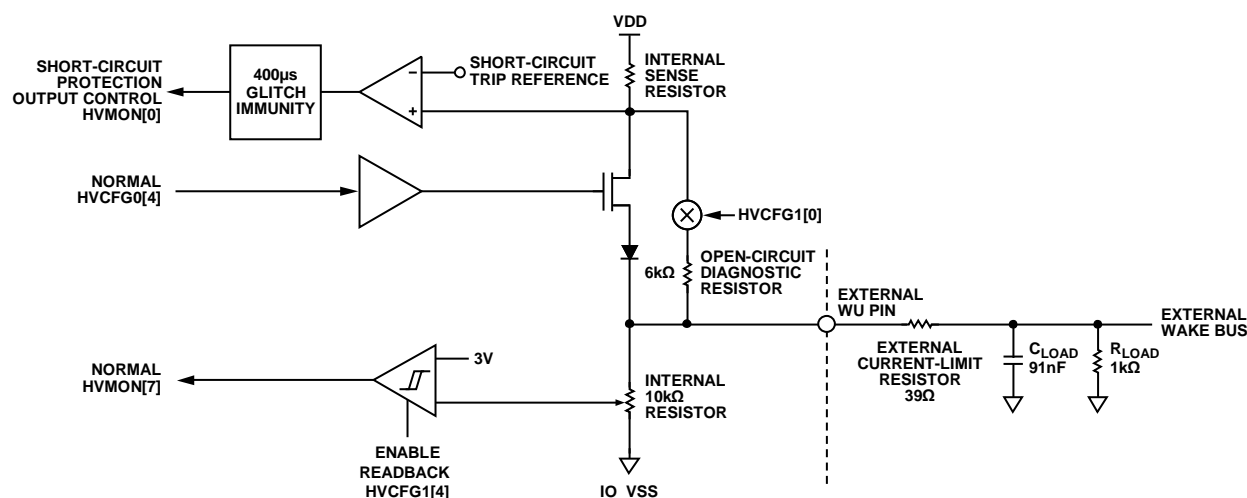 VDD
SHORT-CIRCUIT
PROTECTION
OUTPUT CONTROL
HVMON[0]
400µs
GLITCH
IMMUNITY
–
+
SHORT-CIRCUIT
TRIP REFERENCE
INTERNAL
SENSE
RESISTOR
NORMAL
HVCFG0[4]
HVCFG1[0]
6kΩ
OPEN-CIRCUIT
DIAGNOSTIC
RESISTOR
EXTERNAL
WU PIN
EXTERNAL
WAKE BUS
EXTERNAL
CURRENT-LIMIT
RESISTOR
39Ω
CLOAD
91nF
RLOAD
1kΩ
NORMAL
HVMON[7]
3V
INTERNAL
10kΩ
RESISTOR
ENABLE
READBACK
HVCFG1[4]
IO_VSS